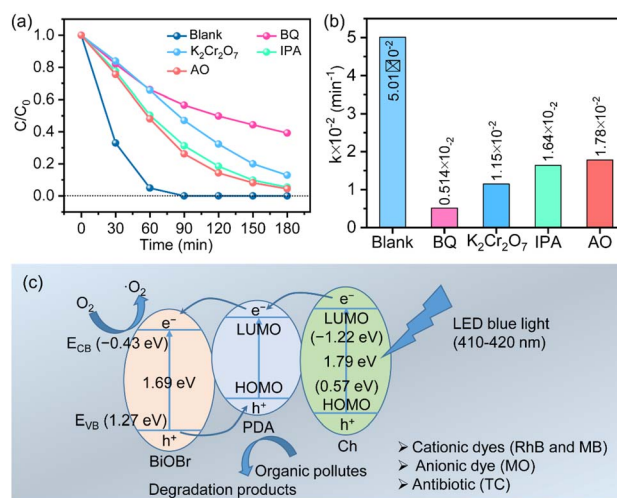 (a)
Blank
BQ
K2Cr2O7
IPA
AO
C/C0
1.0
0.8
0.6
0.4
0.2
0.0
0 30 60 90 120 150 180
Time (min)
(b)
k×10-2 (min-1)
5
4
3
2
1
0
5.01☒0-2
0.514×10-2
1.15×10-2
1.64×10-2
1.78×10-2
Blank BQ K2Cr2O7 IPA AO
(c)
O2
·O2
e−
ECB (−0.43 eV)
1.69 eV
EVB (1.27 eV)
h+
BiOBr
e−
LUMO
HOMO
h+
PDA
e−
LUMO
(−1.22 eV)
1.79 eV
(0.57 eV)
HOMO
h+
Ch
LED blue light
(410-420 nm)
Organic pollutes
Degradation products
➢ Cationic dyes (RhB and MB)
➢ Anionic dye (MO)
➢ Antibiotic (TC)